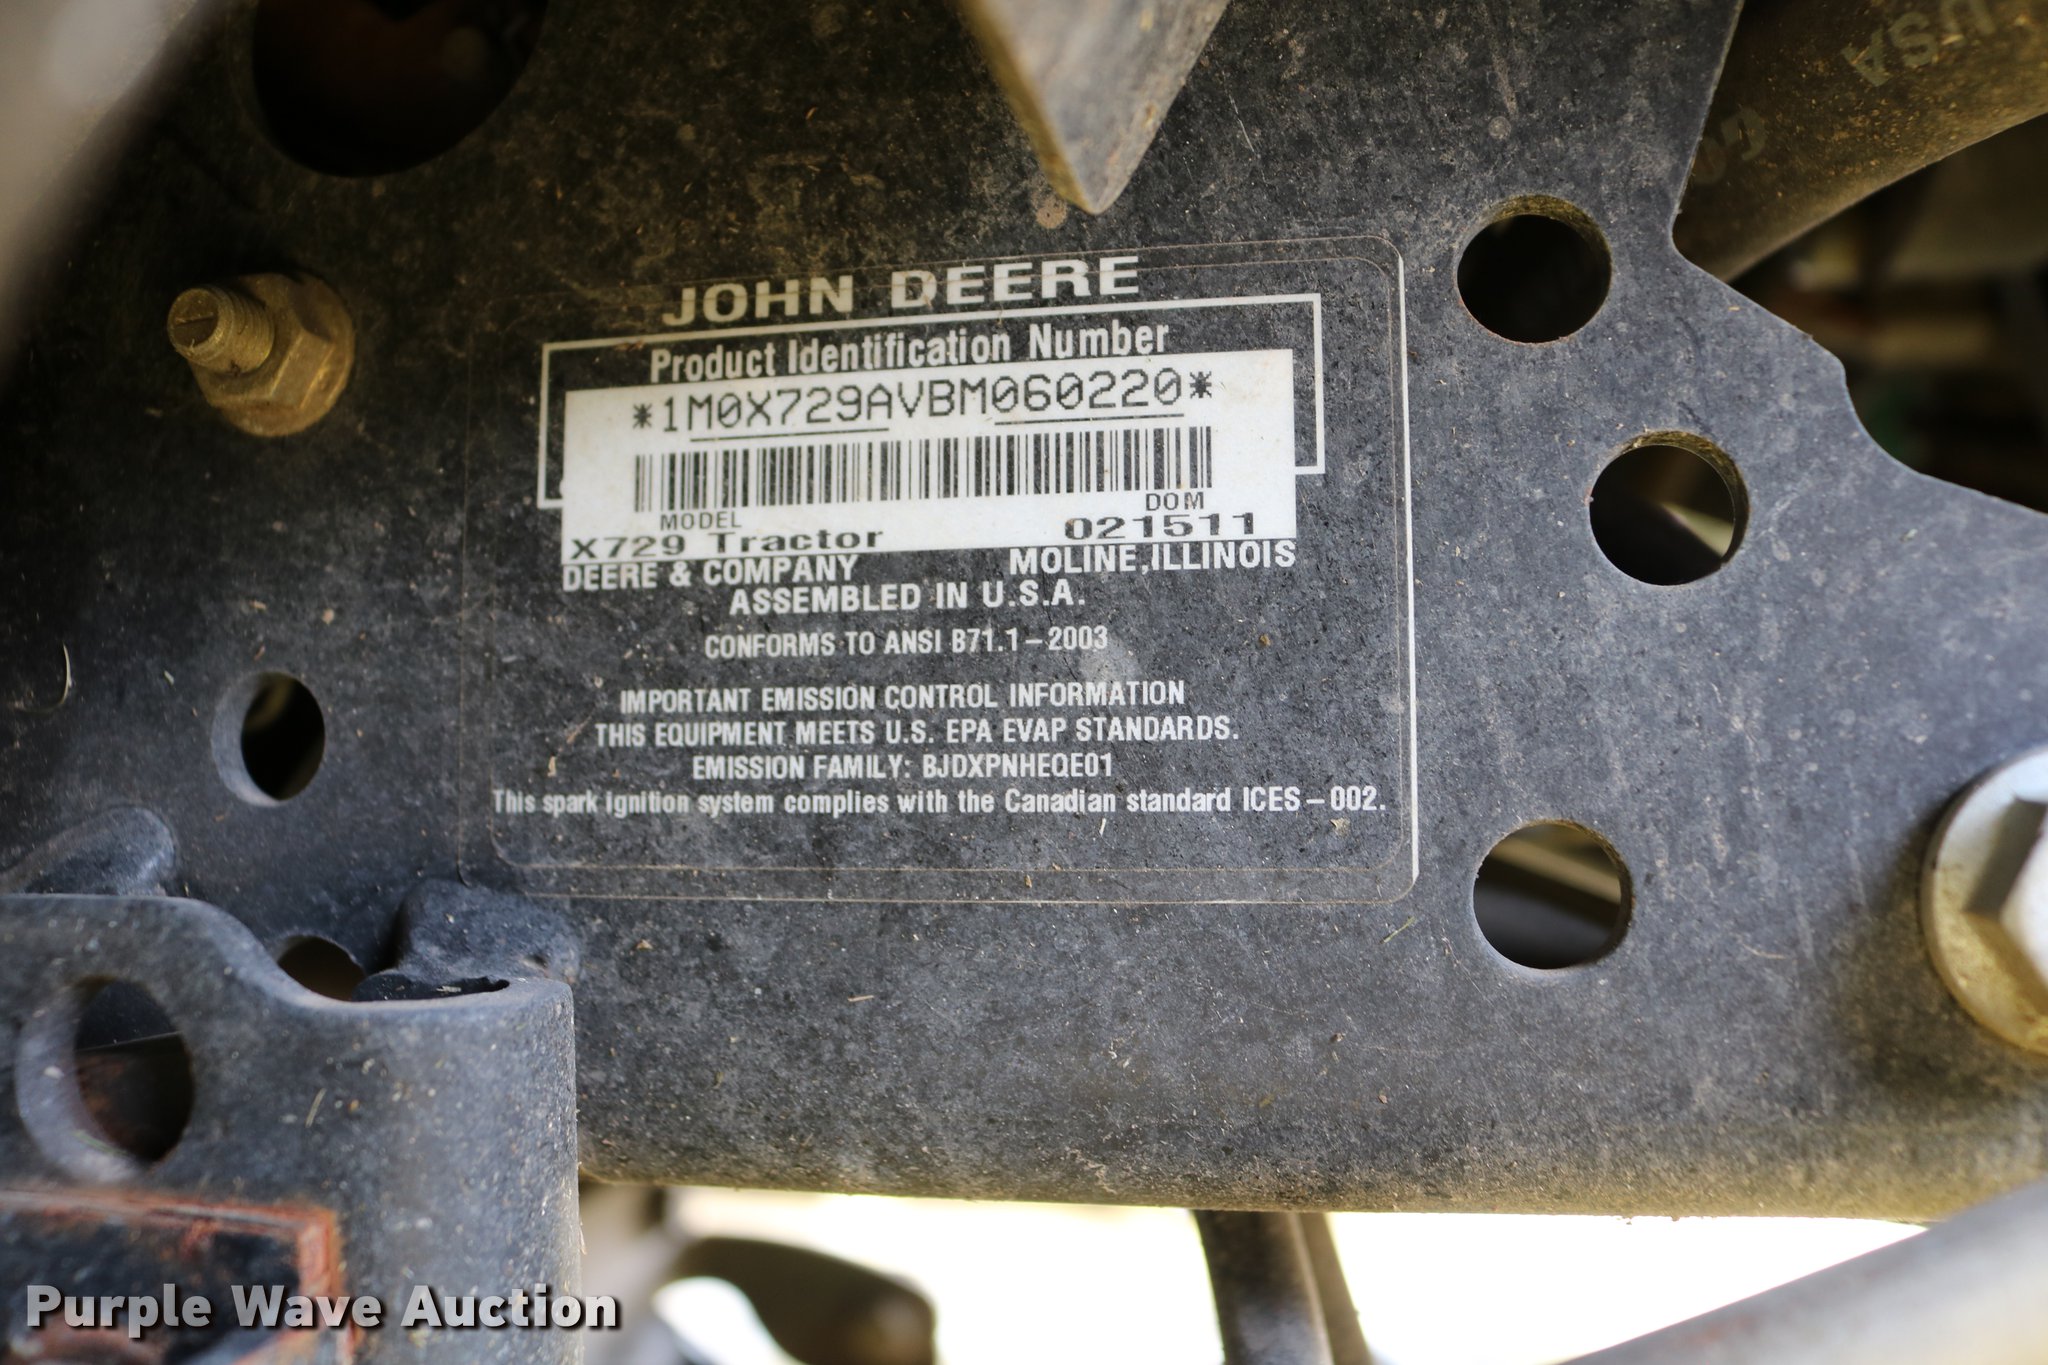 USA
JOHN DEERE
Product Identification Number
*1M0X729AVBM060220*
MODEL DOM
X729 Tractor 021511
DEERE & COMPANY MOLINE, ILLINOIS
ASSEMBLED IN U.S.A.
CONFORMS TO ANSI B71.1-2003
IMPORTANT EMISSION CONTROL INFORMATION
THIS EQUIPMENT MEETS U.S. EPA EVAP STANDARDS.
EMISSION FAMILY: BJDXPNHEQE01
This spark ignition system complies with the Canadian standard ICES-002.
Purple Wave Auction